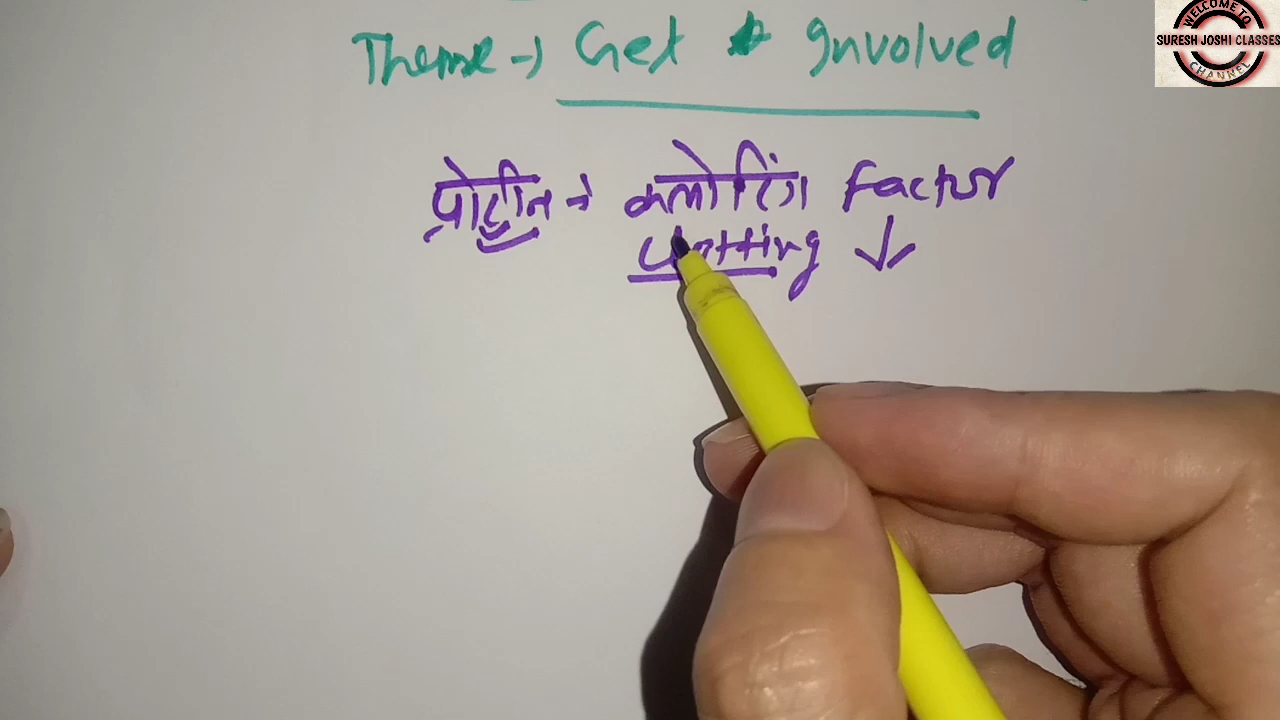 Theme → Get Involved
प्रोटीन → क्लोटिंग Factor
Clotting ↓
WELCOME TO
SURESH JOSHI CLASSES
CHANNEL